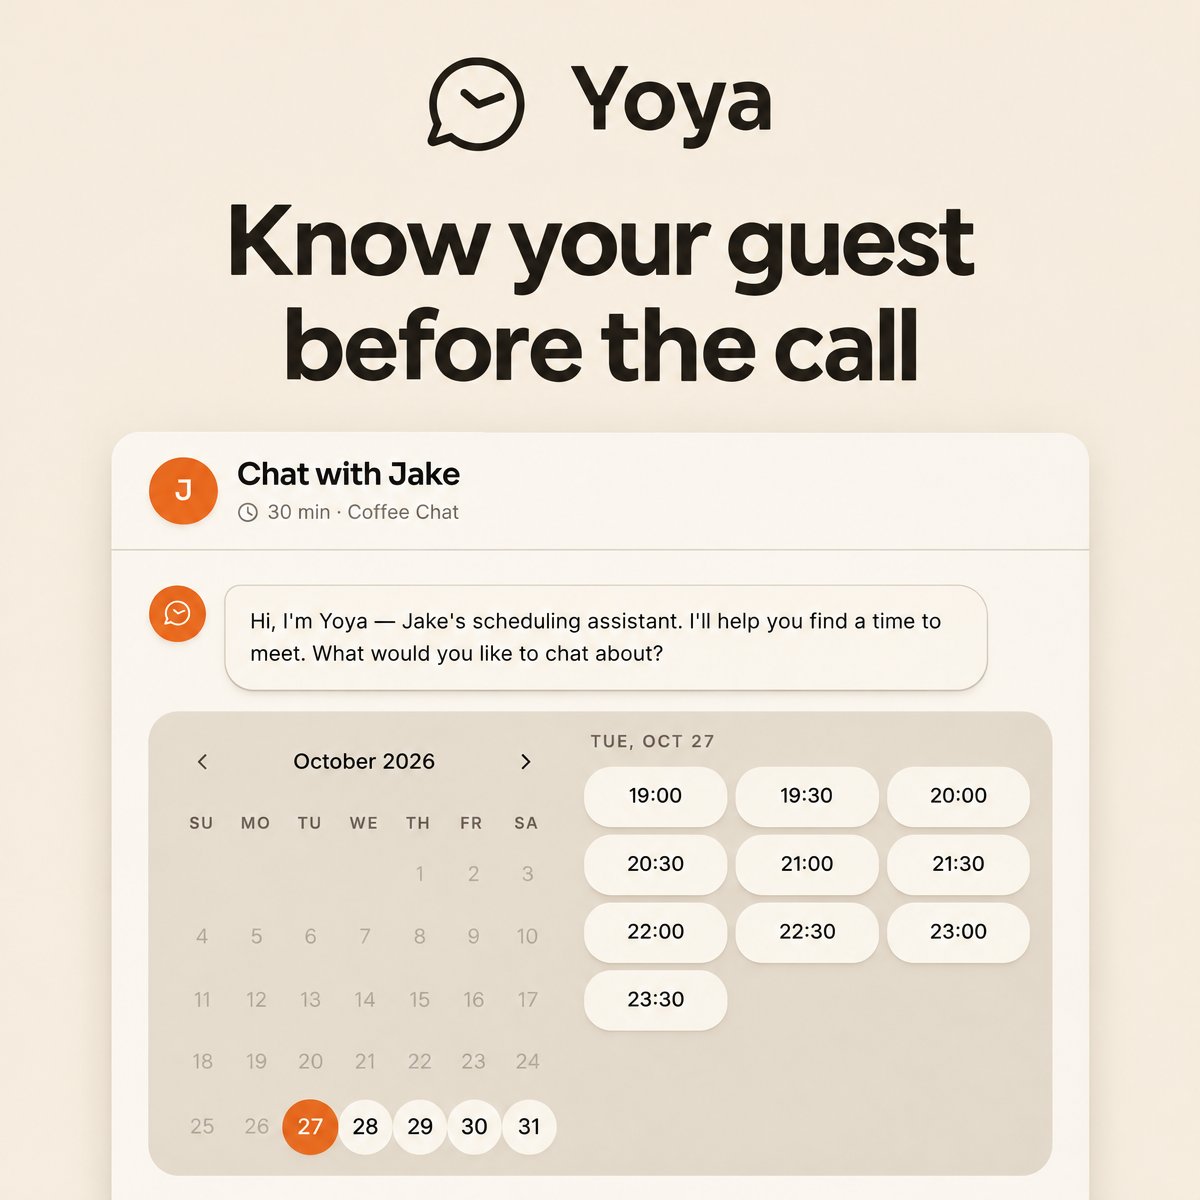 Yoya
Know your guest
before the call
J
Chat with Jake
30 min · Coffee Chat
Hi, I'm Yoya — Jake's scheduling assistant. I'll help you find a time to
meet. What would you like to chat about?
October 2026
SU MO TU WE TH FR SA
1 2 3
4 5 6 7 8 9 10
11 12 13 14 15 16 17
18 19 20 21 22 23 24
25 26 27 28 29 30 31
TUE, OCT 27
19:00 19:30 20:00
20:30 21:00 21:30
22:00 22:30 23:00
23:30